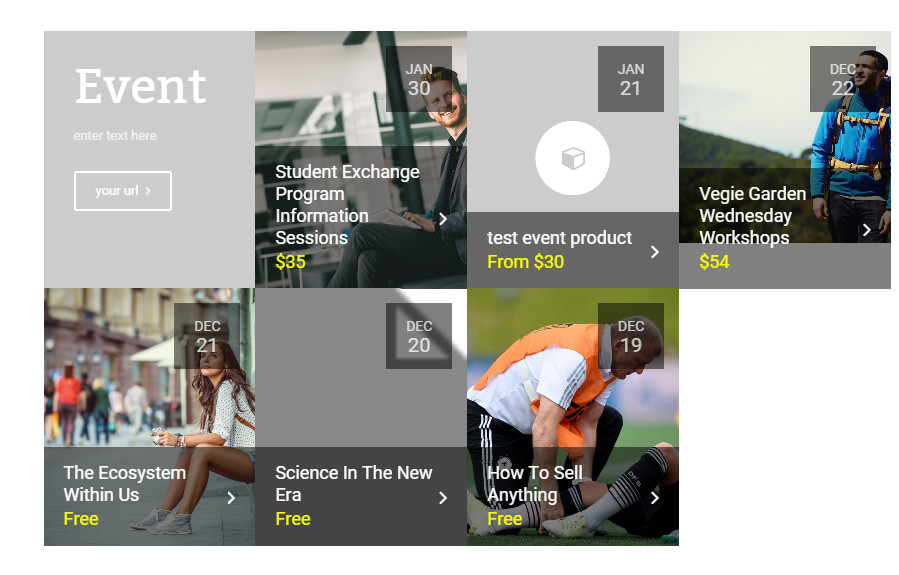 Event
enter text here
your url
JAN
30
Student Exchange
Program
Information
Sessions
$35
JAN
21
test event product
From $30
DEC
22
Vegie Garden
Wednesday
Workshops
$54
DEC
21
The Ecosystem
Within Us
Free
DEC
20
Science In The New
Era
Free
DEC
19
How To Sell
Anything
Free
DFS